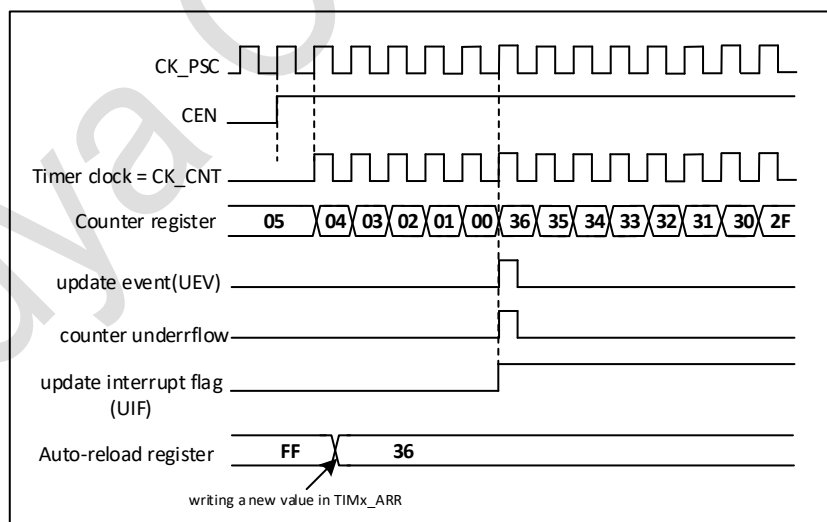 CK_PSC
CEN
Timer clock = CK_CNT
Counter register 05 04 03 02 01 00 36 35 34 33 32 31 30 2F
update event(UEV)
counter underrflow
update interrupt flag
(UIF)
Auto-reload register FF 36
writing a new value in TIMx_ARR